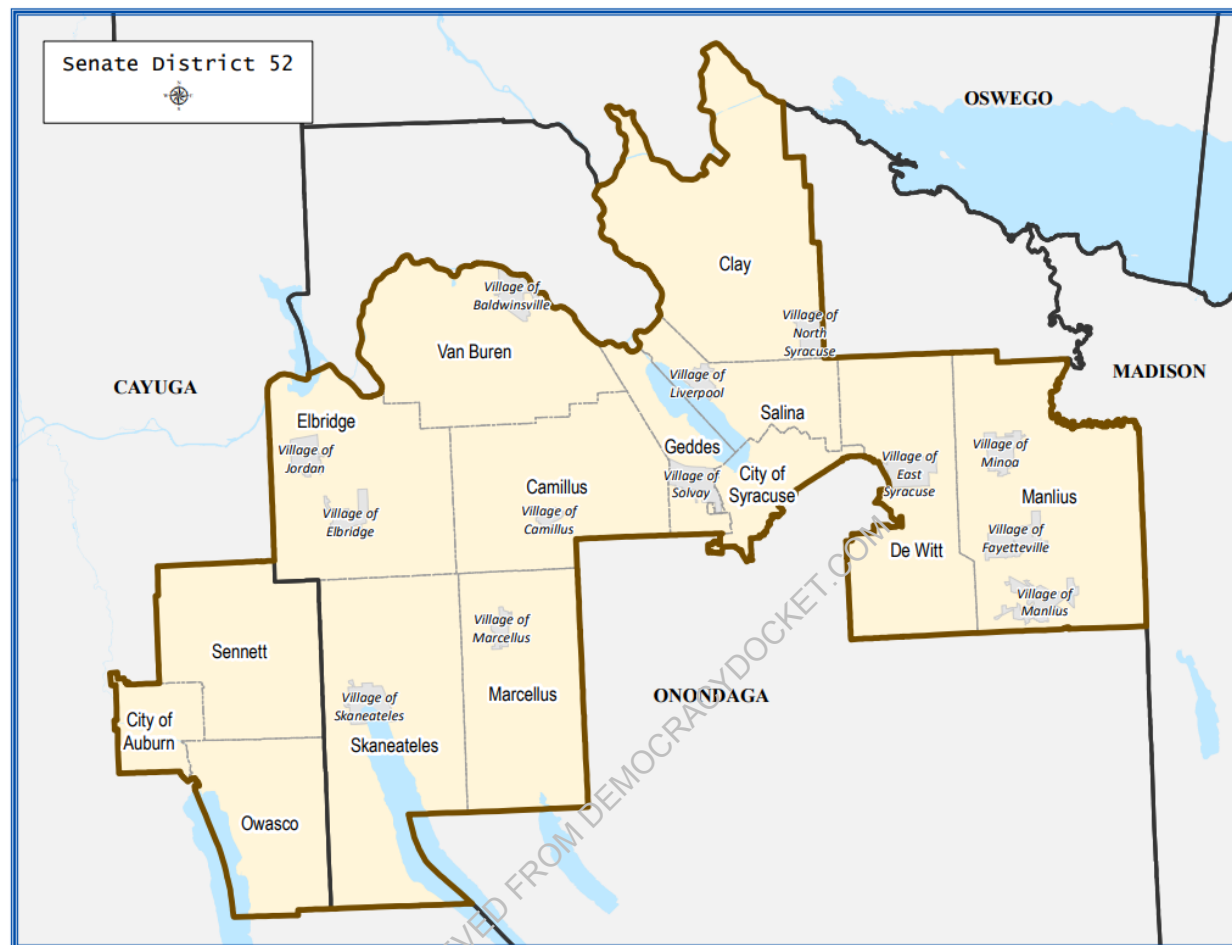 Senate District 52
OSWEGO
Clay
Village of
Baldwinsville
Village of
North
Syracuse
Van Buren
CAYUGA
MADISON
Village of
Liverpool
Salina
Elbridge
Village of
Jordan
Geddes
Village of
Solvay
City of
Syracuse
Village of
East
Syracuse
Village of
Minoa
Manlius
Camillus
Village of
Camillus
Village of
Elbridge
Village of
Fayetteville
De Witt
Village of
Manlius
Village of
Marcellus
Sennett
Marcellus
ONONDAGA
Village of
Skaneateles
Skaneateles
City of
Auburn
Owasco
FROM DEMOCRACYDOCKET.COM